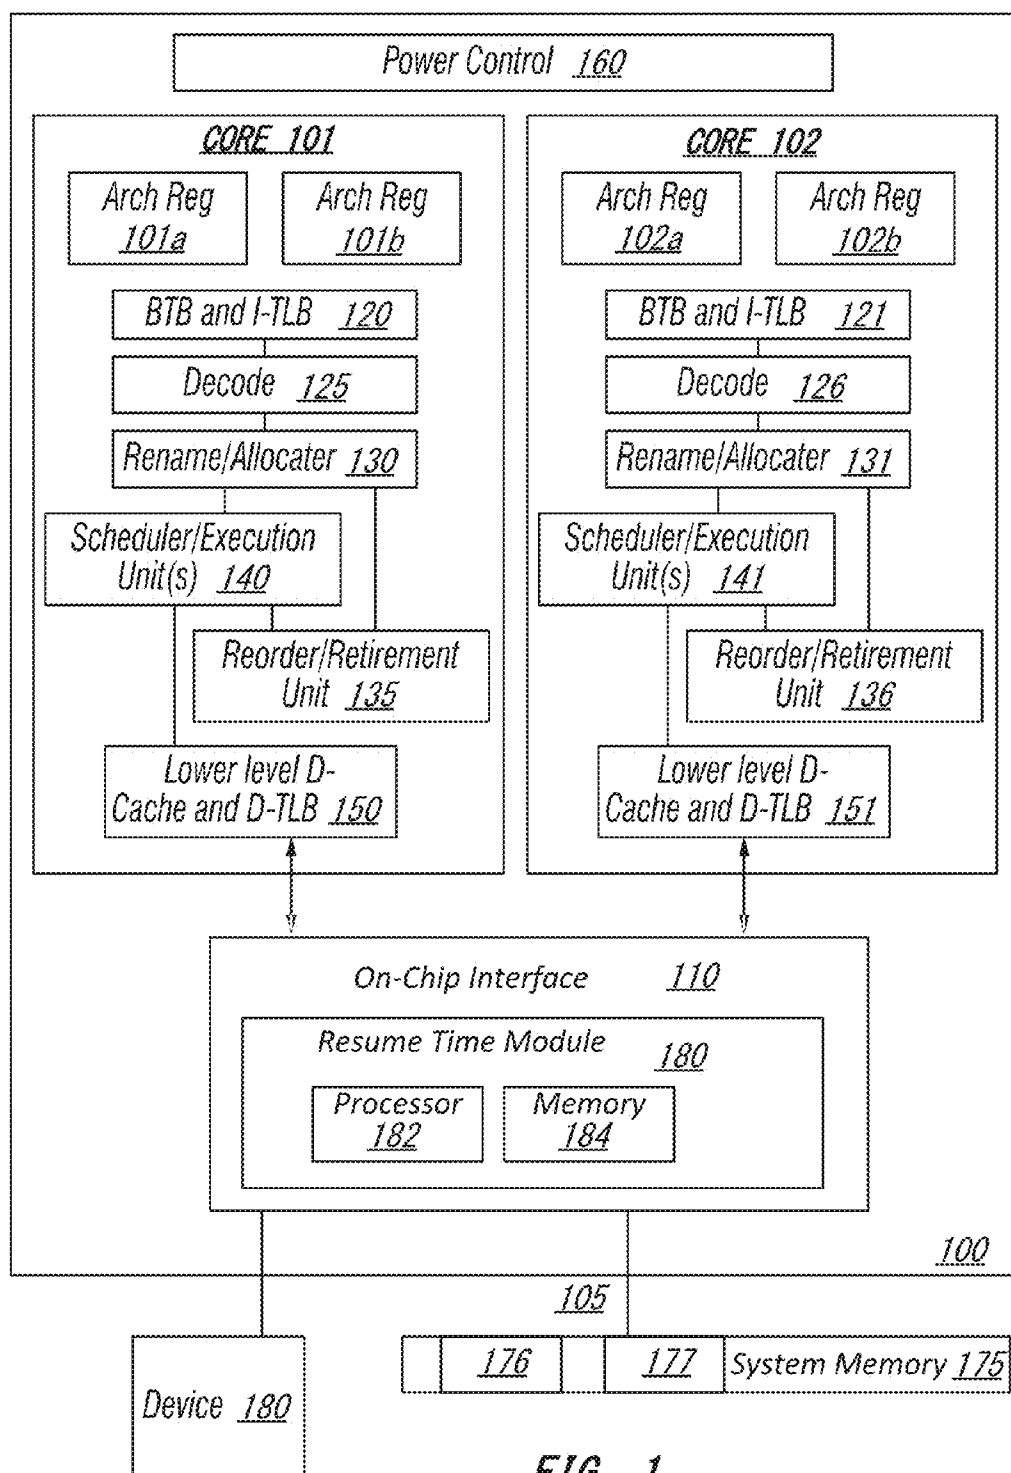 Power Control 160
CORE 101
Arch Reg
101a
Arch Reg
101b
BTB and I-TLB 120
Decode 125
Rename/Allocater 130
Scheduler/Execution
Unit(s) 140
Reorder/Retirement
Unit 135
Lower level D-
Cache and D-TLB 150
CORE 102
Arch Reg
102a
Arch Reg
102b
BTB and I-TLB 121
Decode 126
Rename/Allocater 131
Scheduler/Execution
Unit(s) 141
Reorder/Retirement
Unit 136
Lower level D-
Cache and D-TLB 151
On-Chip Interface 110
Resume Time Module 180
Processor
182
Memory
184
100
105
176
177
System Memory 175
Device 180
FIG. 1